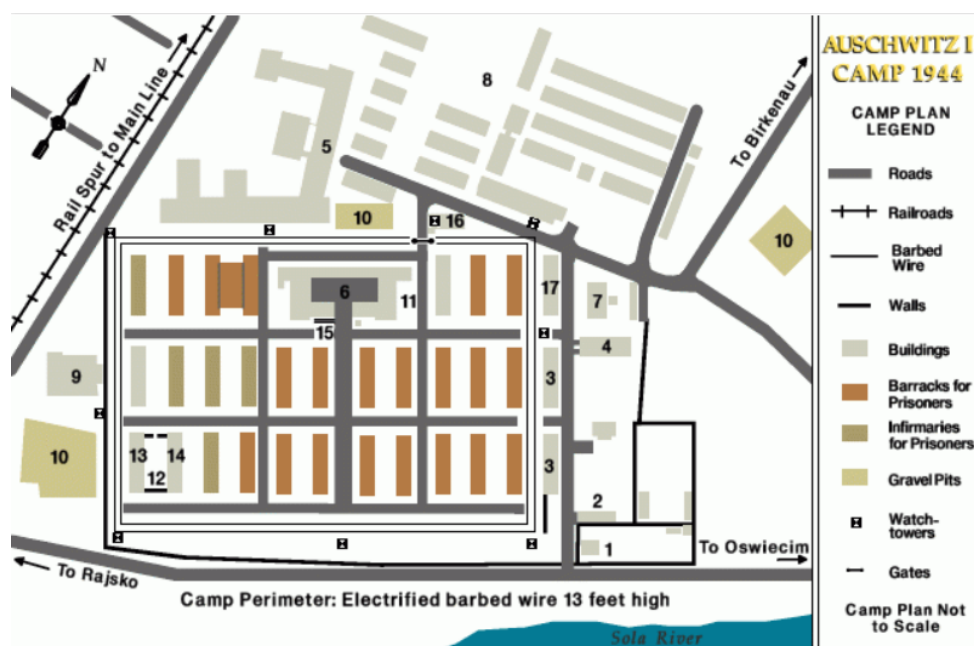 AUSCHWITZ I
CAMP 1944
CAMP PLAN
LEGEND
Roads
Railroads
Barbed
Wire
Walls
Buildings
Barracks for
Prisoners
Infirmaries
for Prisoners
Gravel Pits
Watch-
towers
Gates
Camp Plan Not
to Scale
N
Rail Spur to Main Line
To Birkenau
8
5
10
16
10
6
11
17
7
15
4
9
3
10
13
14
12
3
2
1
To Oswiecim
To Rajsko
Camp Perimeter: Electrified barbed wire 13 feet high
Sola River